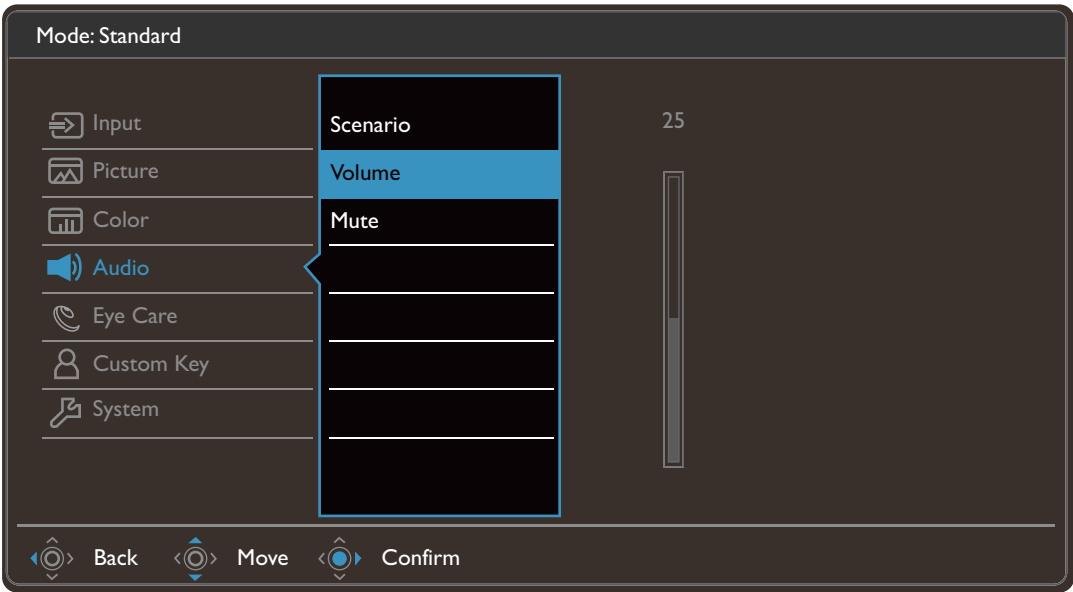 Mode: Standard
Input
Picture
Color
Audio
Eye Care
Custom Key
System
Scenario
Volume
Mute
25
Back Move Confirm